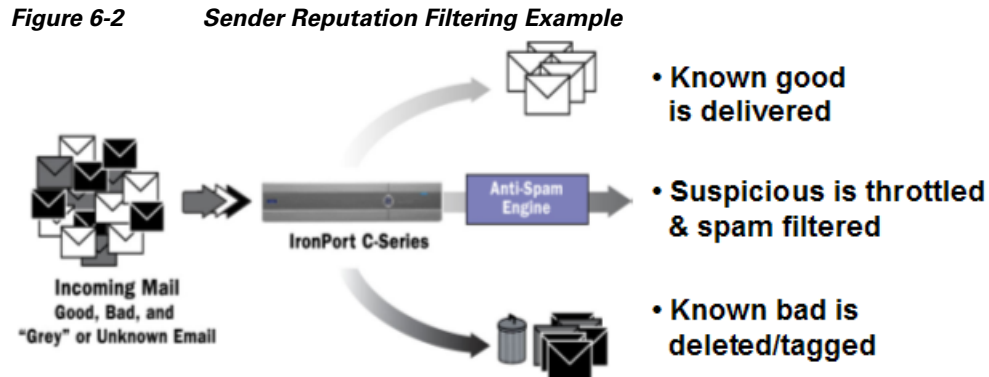 Figure 6-2 Sender Reputation Filtering Example
• Known good
is delivered
Anti-Spam
Engine
• Suspicious is throttled
& spam filtered
IronPort C-Series
Incoming Mail
Good, Bad, and
"Grey" or Unknown Email
• Known bad is
deleted/tagged